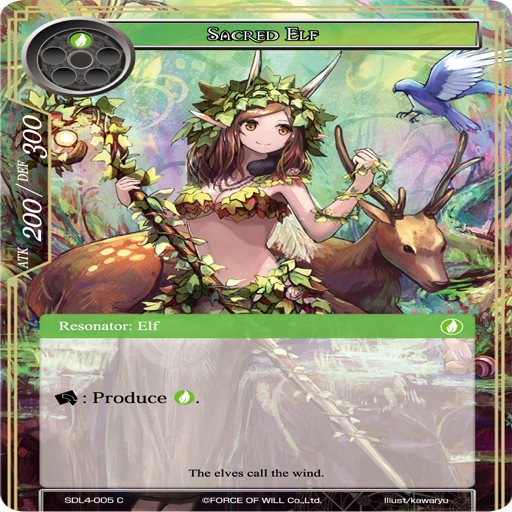 Sacred Elf
ATK 200 / DEF 300
Resonator: Elf
: Produce .
The elves call the wind.
SDL4-005 C ©FORCE OF WILL Co.,Ltd. Illust/kawaryu